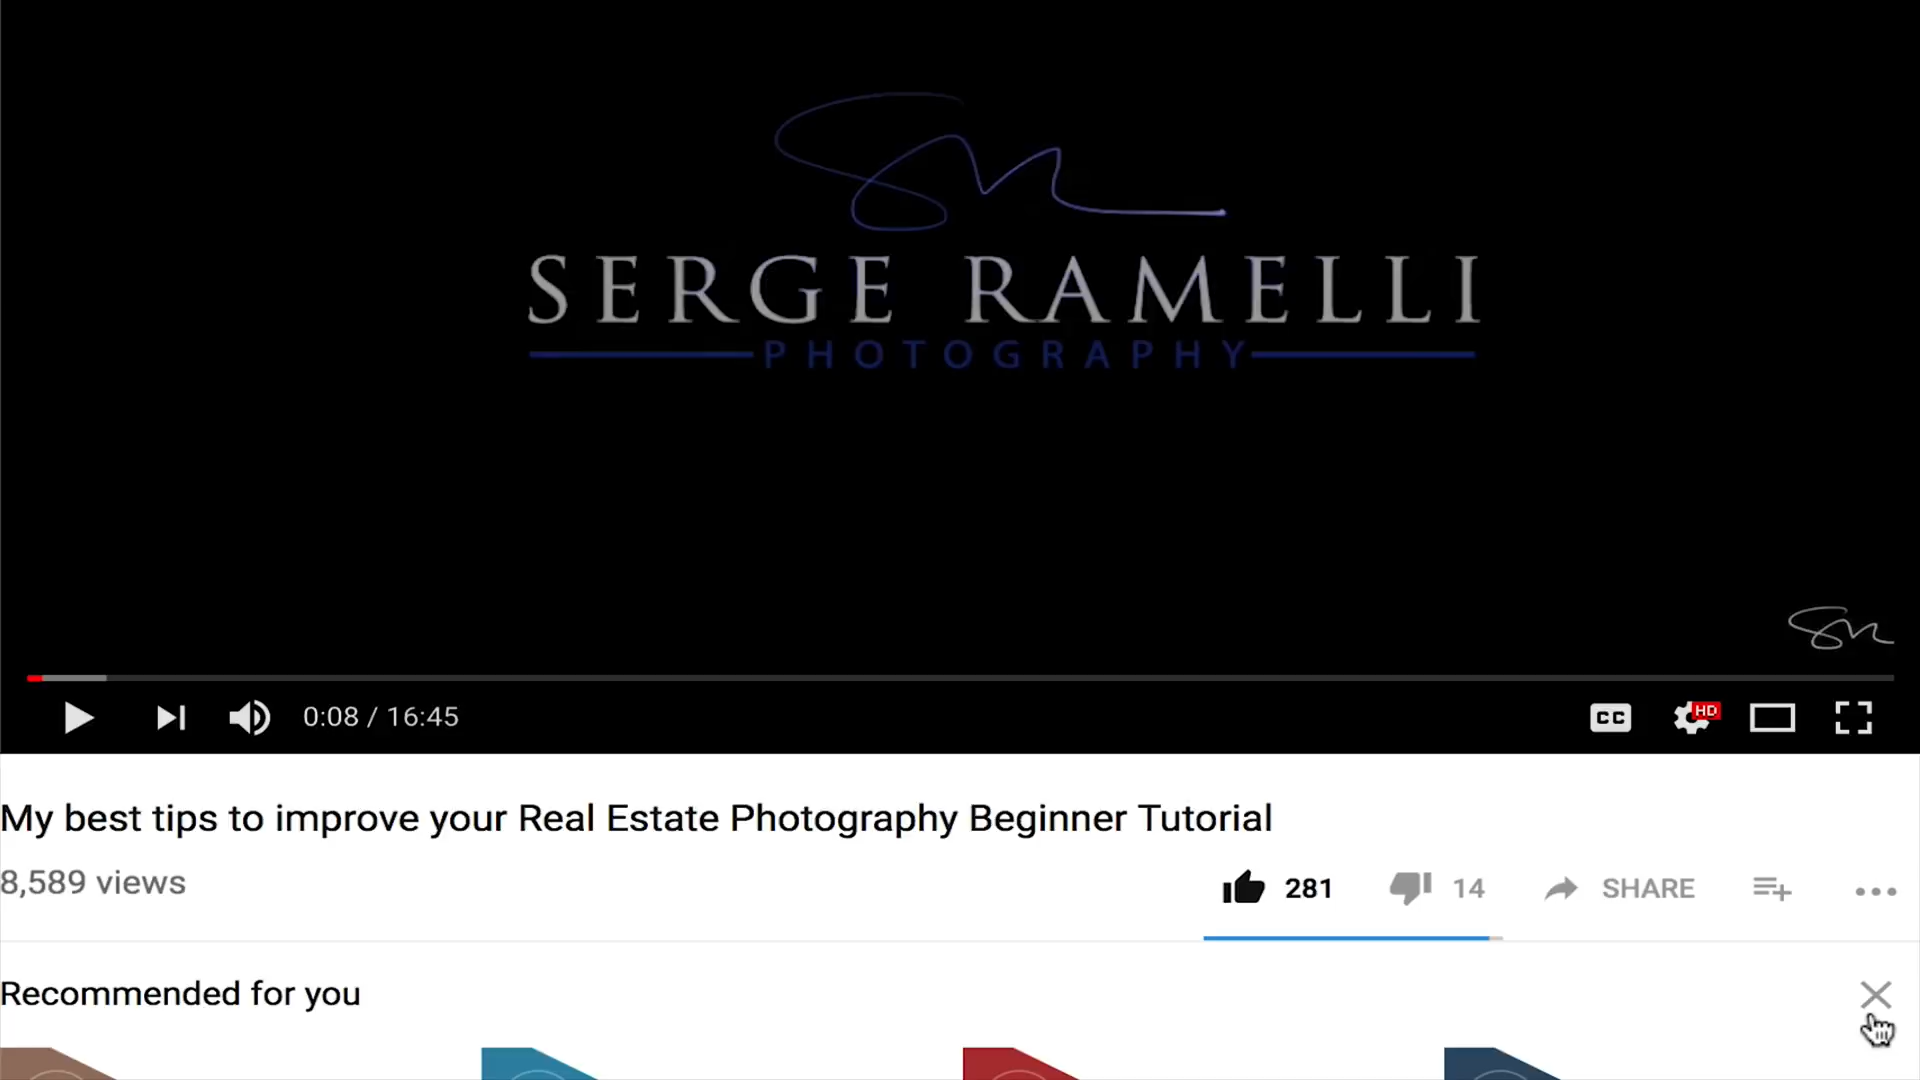 SERGE RAMELLI
PHOTOGRAPHY
0:08 / 16:45
CC
HD
My best tips to improve your Real Estate Photography Beginner Tutorial
8,589 views
281
14
SHARE
Recommended for you